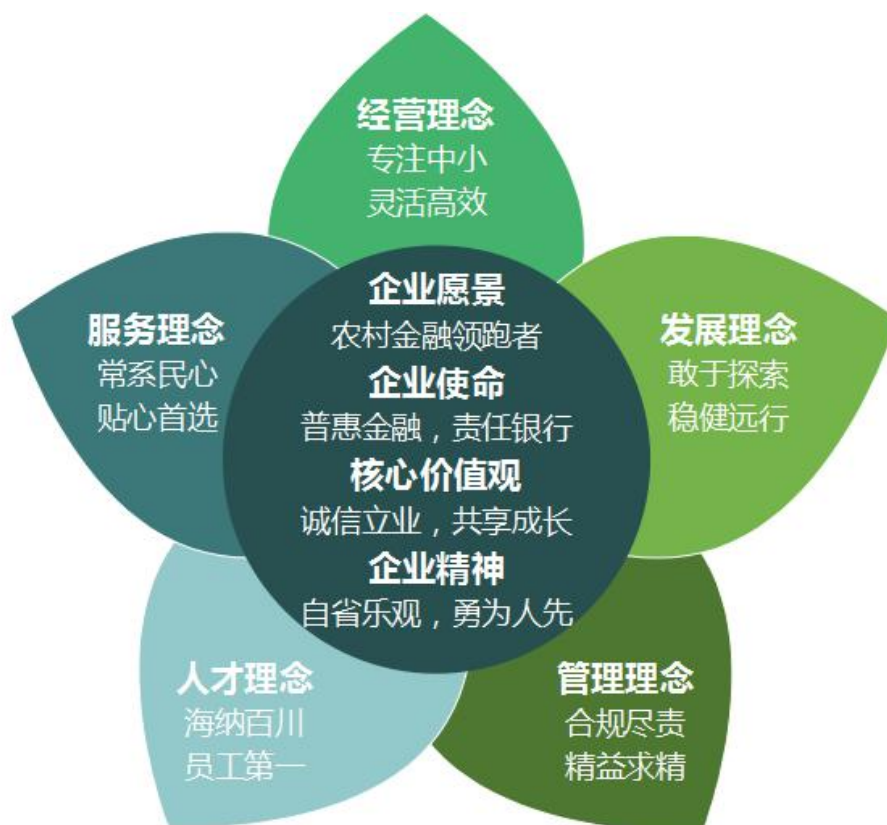 经营理念
专注中小
灵活高效
企业愿景
农村金融领跑者
企业使命
普惠金融，责任银行
核心价值观
诚信立业，共享成长
企业精神
自省乐观，勇为人先
服务理念
常系民心
贴心首选
发展理念
敢于探索
稳健远行
人才理念
海纳百川
员工第一
管理理念
合规尽责
精益求精